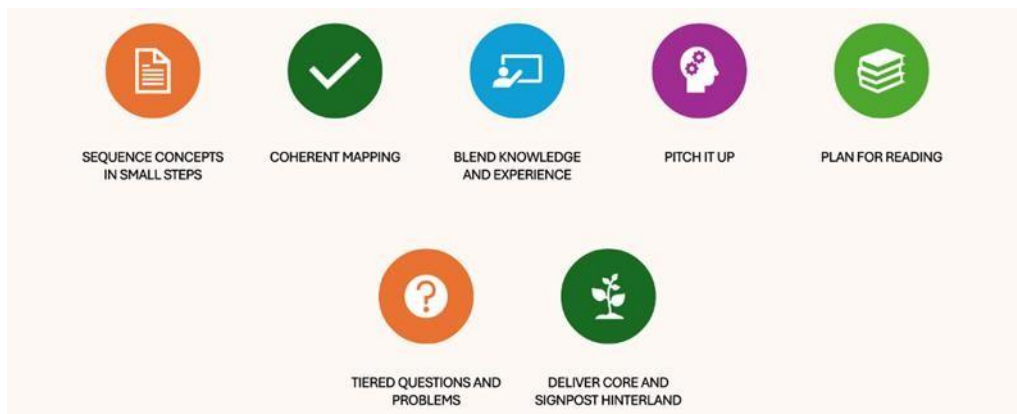 SEQUENCE CONCEPTS
IN SMALL STEPS
COHERENT MAPPING
BLEND KNOWLEDGE
AND EXPERIENCE
PITCH IT UP
PLAN FOR READING
?
TIERED QUESTIONS AND
PROBLEMS
DELIVER CORE AND
SIGNPOST HINTERLAND